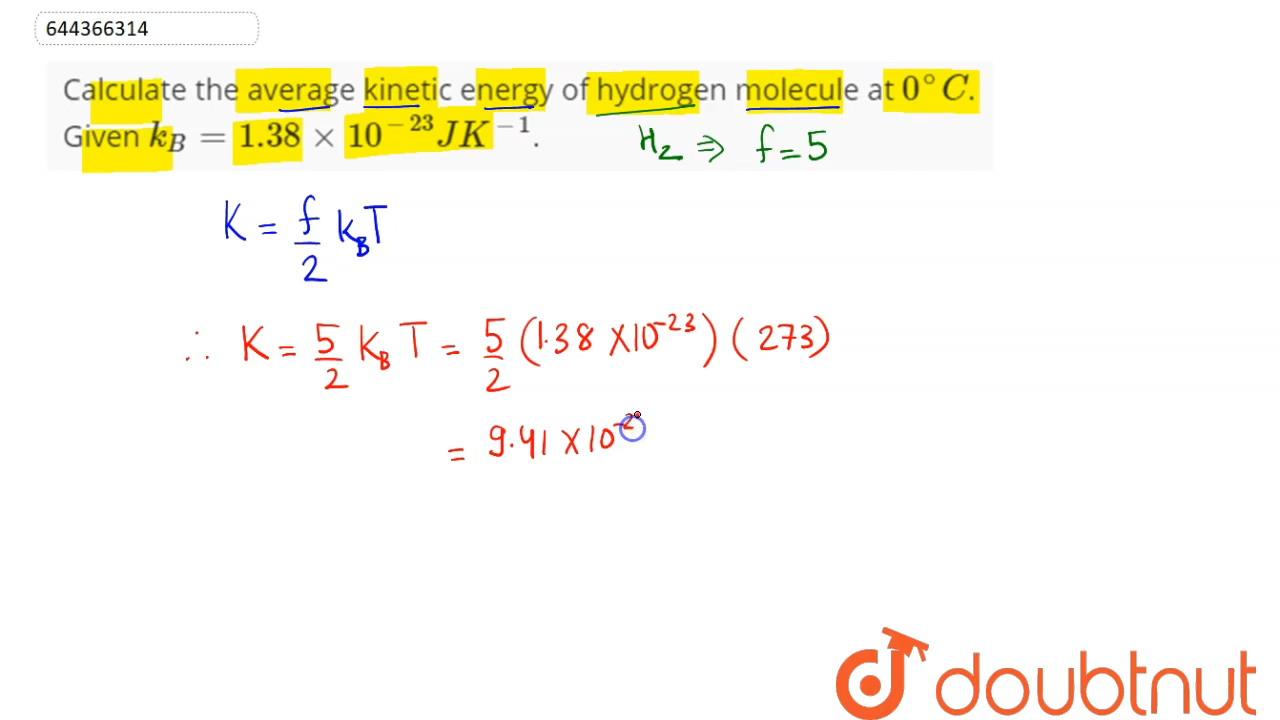 644366314
Calculate the average kinetic energy of hydrogen molecule at 0° C.
Given k_B = 1.38 × 10^−23 JK^−1.
H₂ ⇒ f = 5
K = f/2 k_B T
∴ K = 5/2 k_B T = 5/2 (1.38 × 10^−23) (273)
= 9.41 × 10^−2
doubtnut